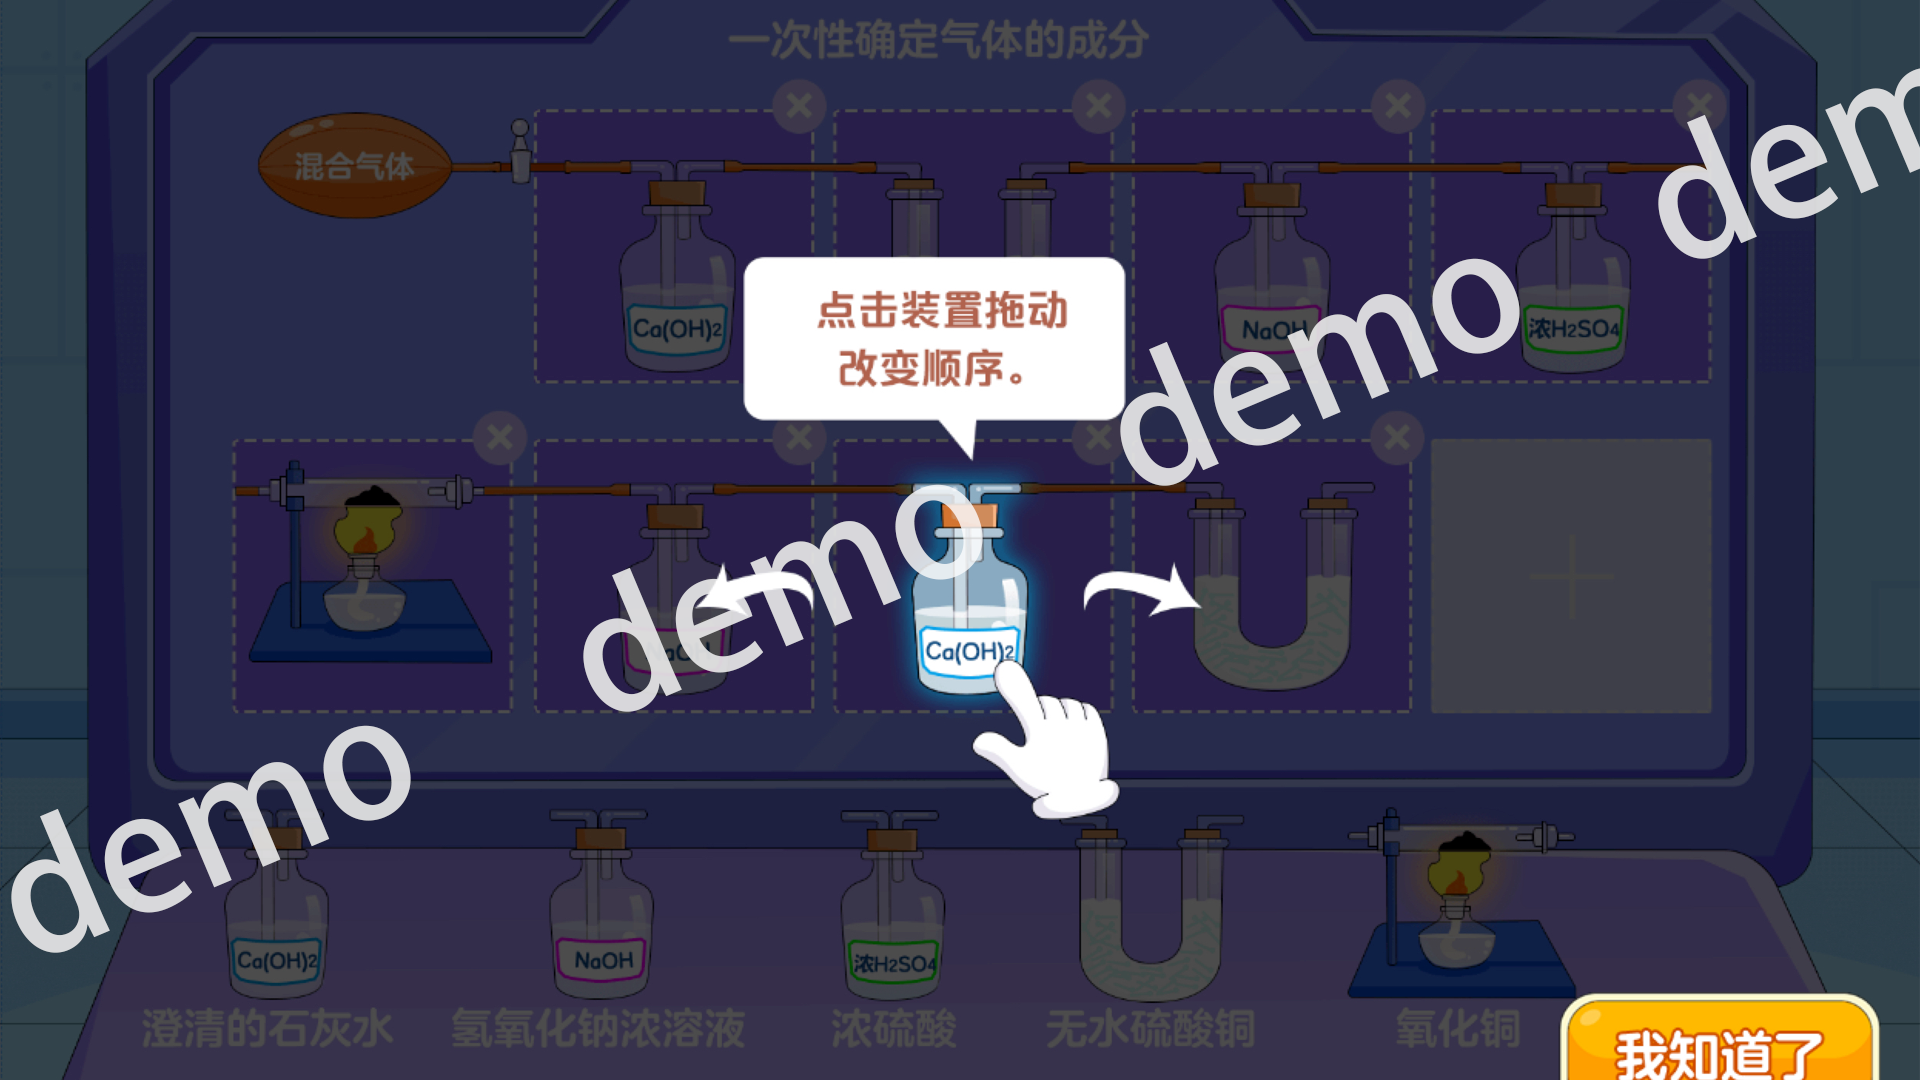 一次性确定气体的成分
混合气体
Ca(OH)2
NaOH
浓H2SO4
点击装置拖动
改变顺序。
Ca(OH)2
Ca(OH)2
NaOH
浓H2SO4
澄清的石灰水
氢氧化钠浓溶液
浓硫酸
无水硫酸铜
氧化铜
我知道了
demo
demo
demo